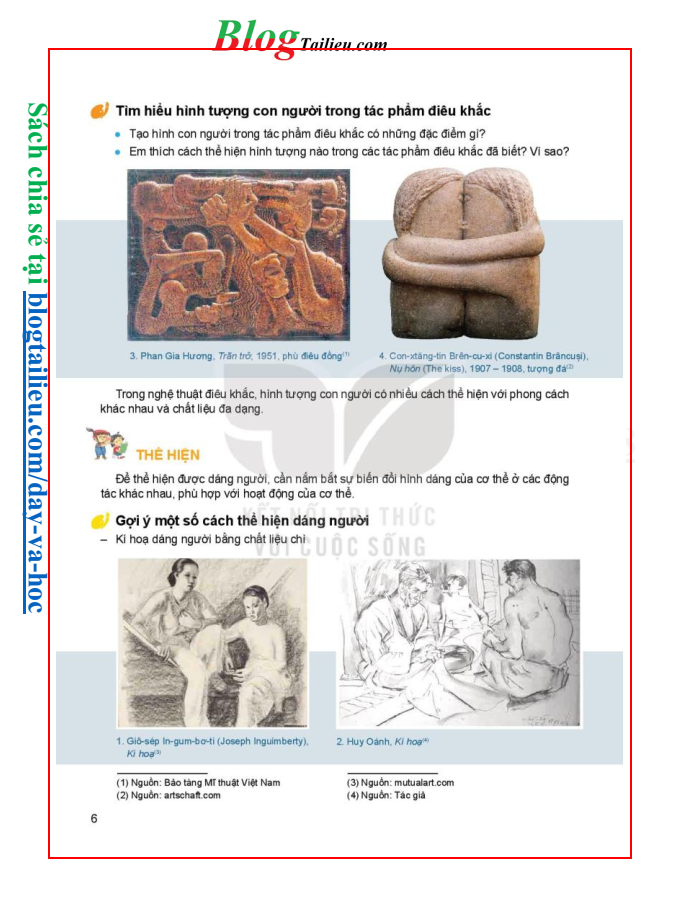 BlogTailieu.com
Sách chia sẻ tại blogtailieu.com/day-va-hoc
Tìm hiểu hình tượng con người trong tác phẩm điêu khắc
• Tạo hình con người trong tác phẩm điêu khắc có những đặc điểm gì?
• Em thích cách thể hiện hình tượng nào trong các tác phẩm điêu khắc đã biết? Vì sao?
3. Phan Gia Hương, Trăn trở, 1951, phù điêu đồng(1)
4. Con-xtăng-tin Brên-cu-xi (Constantin Brâncuși),
Nụ hôn (The kiss), 1907 – 1908, tượng đá(2)
Trong nghệ thuật điêu khắc, hình tượng con người có nhiều cách thể hiện với phong cách
khác nhau và chất liệu đa dạng.
THỂ HIỆN
Để thể hiện được dáng người, cần nắm bắt sự biến đổi hình dáng của cơ thể ở các động
tác khác nhau, phù hợp với hoạt động của cơ thể.
KẾT NỐI TRI THỨC
VỚI CUỘC SỐNG
Gợi ý một số cách thể hiện dáng người
– Kí hoạ dáng người bằng chất liệu chì
1. Giô-sép In-gum-bơ-ti (Joseph Inguimberty),
Kí hoạ(3)
2. Huy Oánh, Kí hoạ(4)
(1) Nguồn: Bảo tàng Mĩ thuật Việt Nam
(2) Nguồn: artschaft.com
(3) Nguồn: mutualart.com
(4) Nguồn: Tác giả
6